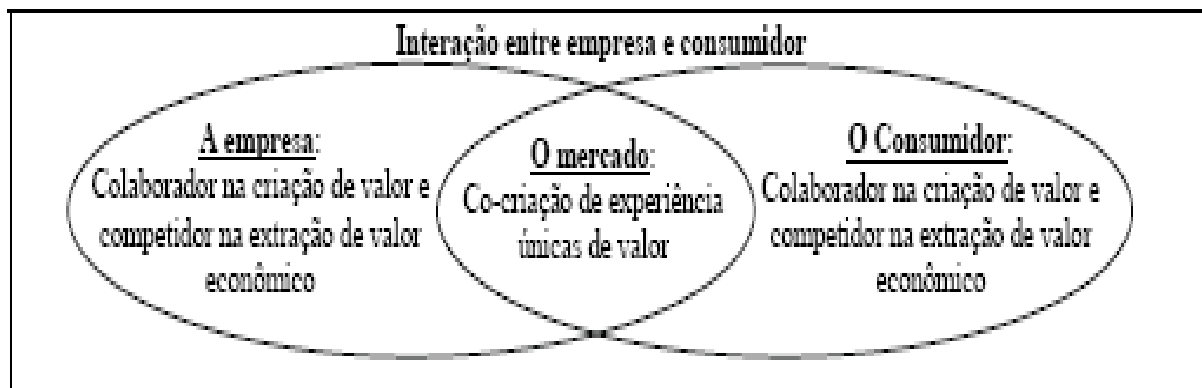 Interação entre empresa e consumidor
A empresa:
Colaborador na criação de valor e
competidor na extração de valor
econômico
O mercado:
Co-criação de experiência
únicas de valor
O Consumidor:
Colaborador na criação de valor e
competidor na extração de valor
econômico